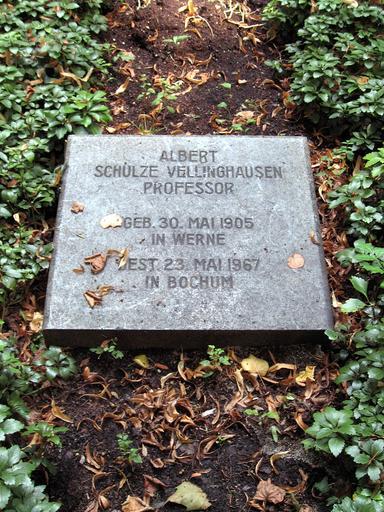 ALBERT
SCHULZE VELLINGHAUSEN
PROFESSOR
GEB. 30. MAI 1905
IN WERNE
GEST. 23. MAI 1967
IN BOCHUM